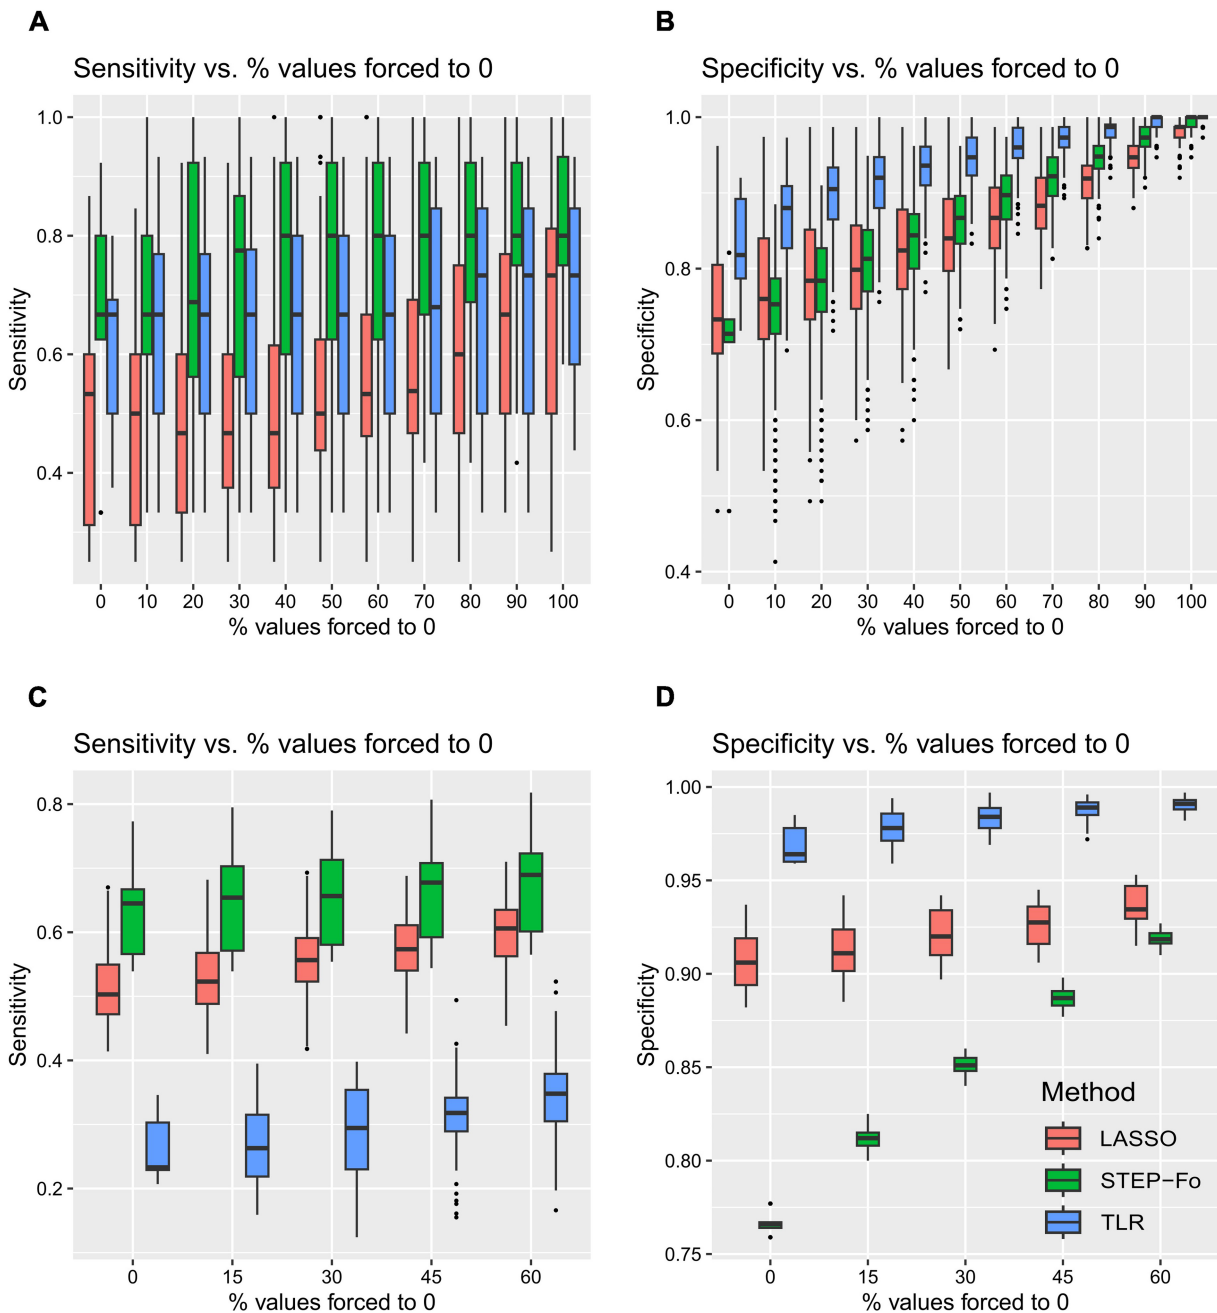 A
Sensitivity vs. % values forced to 0
Sensitivity
1.0
0.8
0.6
0.4
0 10 20 30 40 50 60 70 80 90 100
% values forced to 0
B
Specificity vs. % values forced to 0
Specificity
1.0
0.8
0.6
0.4
0 10 20 30 40 50 60 70 80 90 100
% values forced to 0
C
Sensitivity vs. % values forced to 0
Sensitivity
0.8
0.6
0.4
0.2
0 15 30 45 60
% values forced to 0
D
Specificity vs. % values forced to 0
Specificity
1.00
0.95
0.90
0.85
0.80
0.75
0 15 30 45 60
% values forced to 0
Method
LASSO
STEP−Fo
TLR